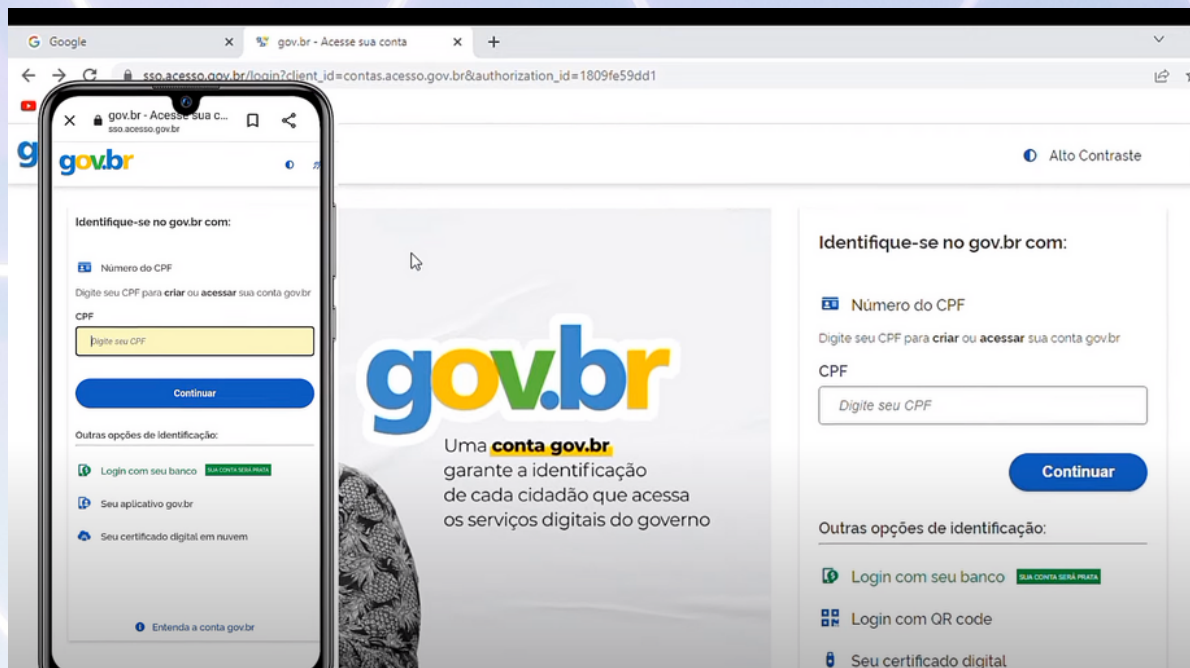 Google
gov.br - Acesse sua conta
sso.acesso.gov.br/login?client_id=contas.acesso.gov.br&authorization_id=1809fe59dd1
gov.br - Acesse sua c...
sso.acesso.gov.br
gov.br
Identifique-se no gov.br com:
Número do CPF
Digite seu CPF para criar ou acessar sua conta gov.br
CPF
Digite seu CPF
Continuar
Outras opções de identificação:
Login com seu banco SUA CONTA SERÁ PRATA
Seu aplicativo gov.br
Seu certificado digital em nuvem
Entenda a conta gov.br
g
Alto Contraste
gov.br
Uma conta gov.br
garante a identificação
de cada cidadão que acessa
os serviços digitais do governo
Identifique-se no gov.br com:
Número do CPF
Digite seu CPF para criar ou acessar sua conta gov.br
CPF
Digite seu CPF
Continuar
Outras opções de identificação:
Login com seu banco SUA CONTA SERÁ PRATA
Login com QR code
Seu certificado digital